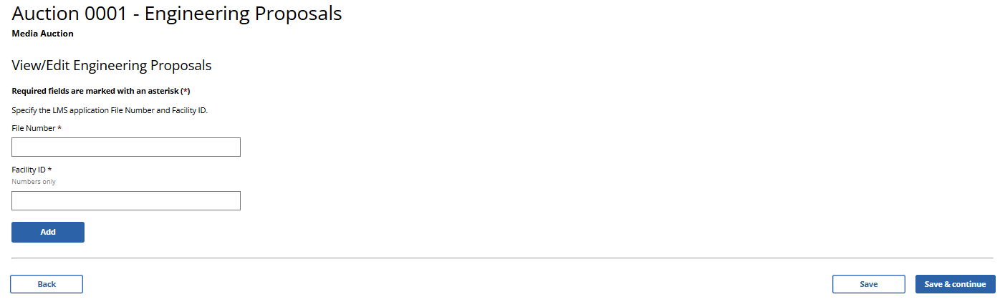 Auction 0001 - Engineering Proposals
Media Auction
View/Edit Engineering Proposals
Required fields are marked with an asterisk (*)
Specify the LMS application File Number and Facility ID.
File Number *
Facility ID *
Numbers only
Add
Back
Save
Save & continue